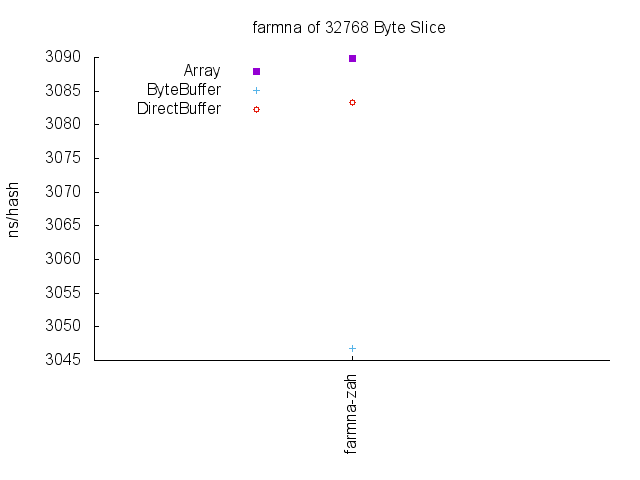 farmna of 32768 Byte Slice
3090
3085
3080
3075
3070
3065
3060
3055
3050
3045
ns/hash
Array
ByteBuffer
DirectBuffer
farmna-zah